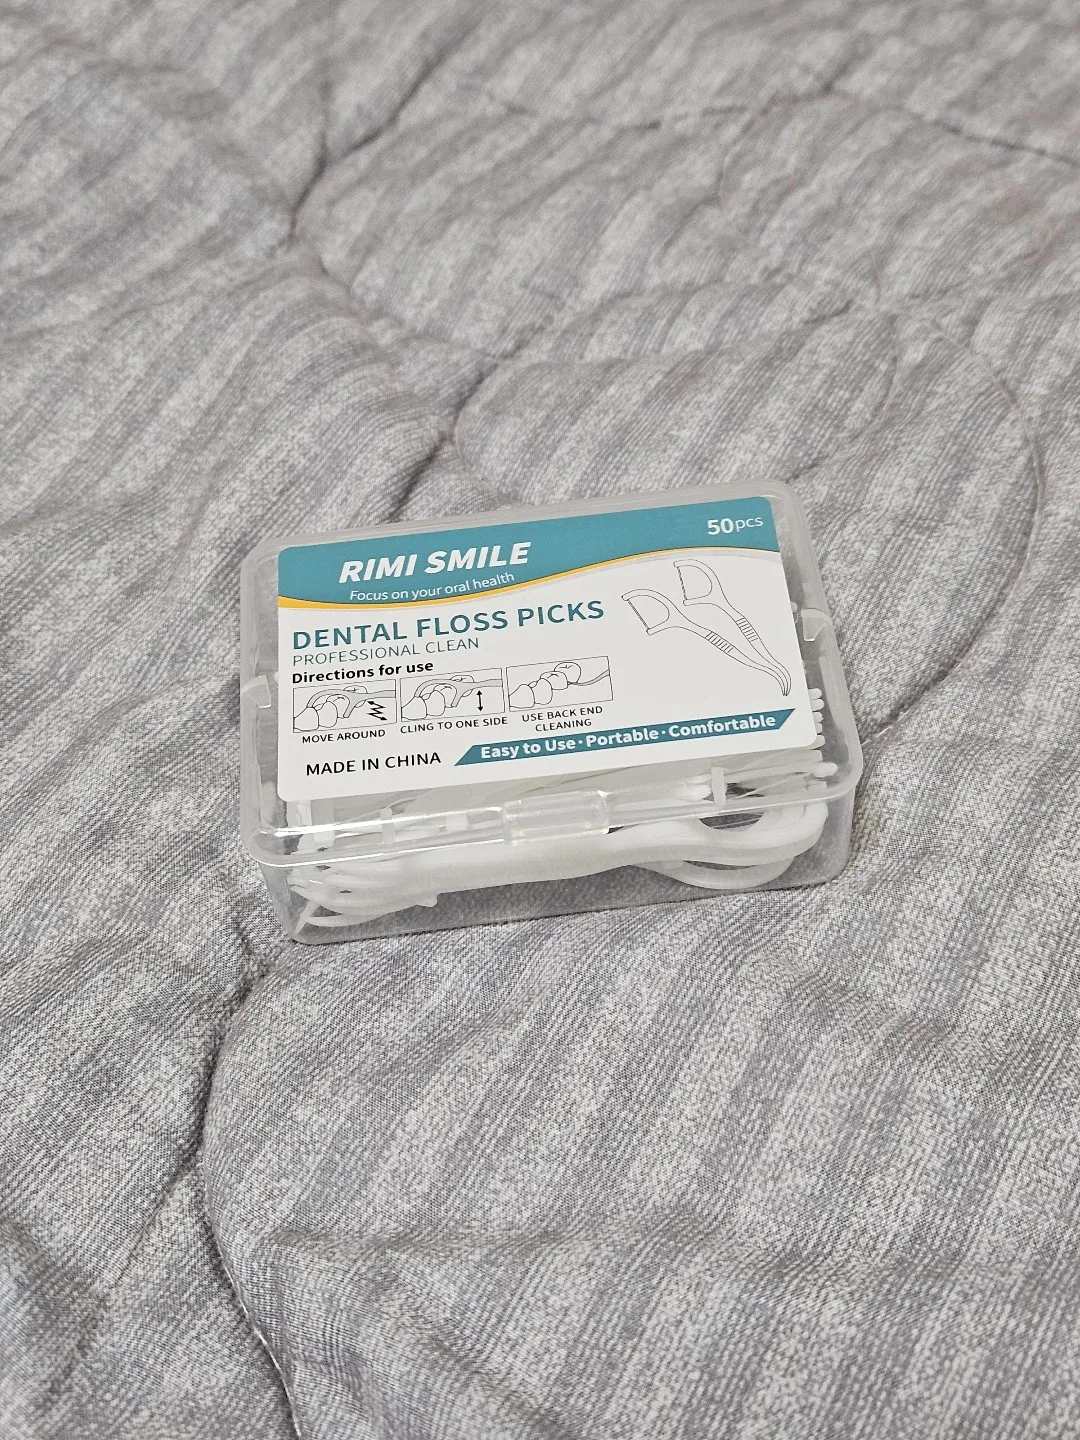 RIMI SMILE
50pcs
Focus on your oral health
DENTAL FLOSS PICKS
PROFESSIONAL CLEAN
Directions for use
MOVE AROUND
CLING TO ONE SIDE
USE BACK END
CLEANING
MADE IN CHINA
Easy to Use·Portable·Comfortable